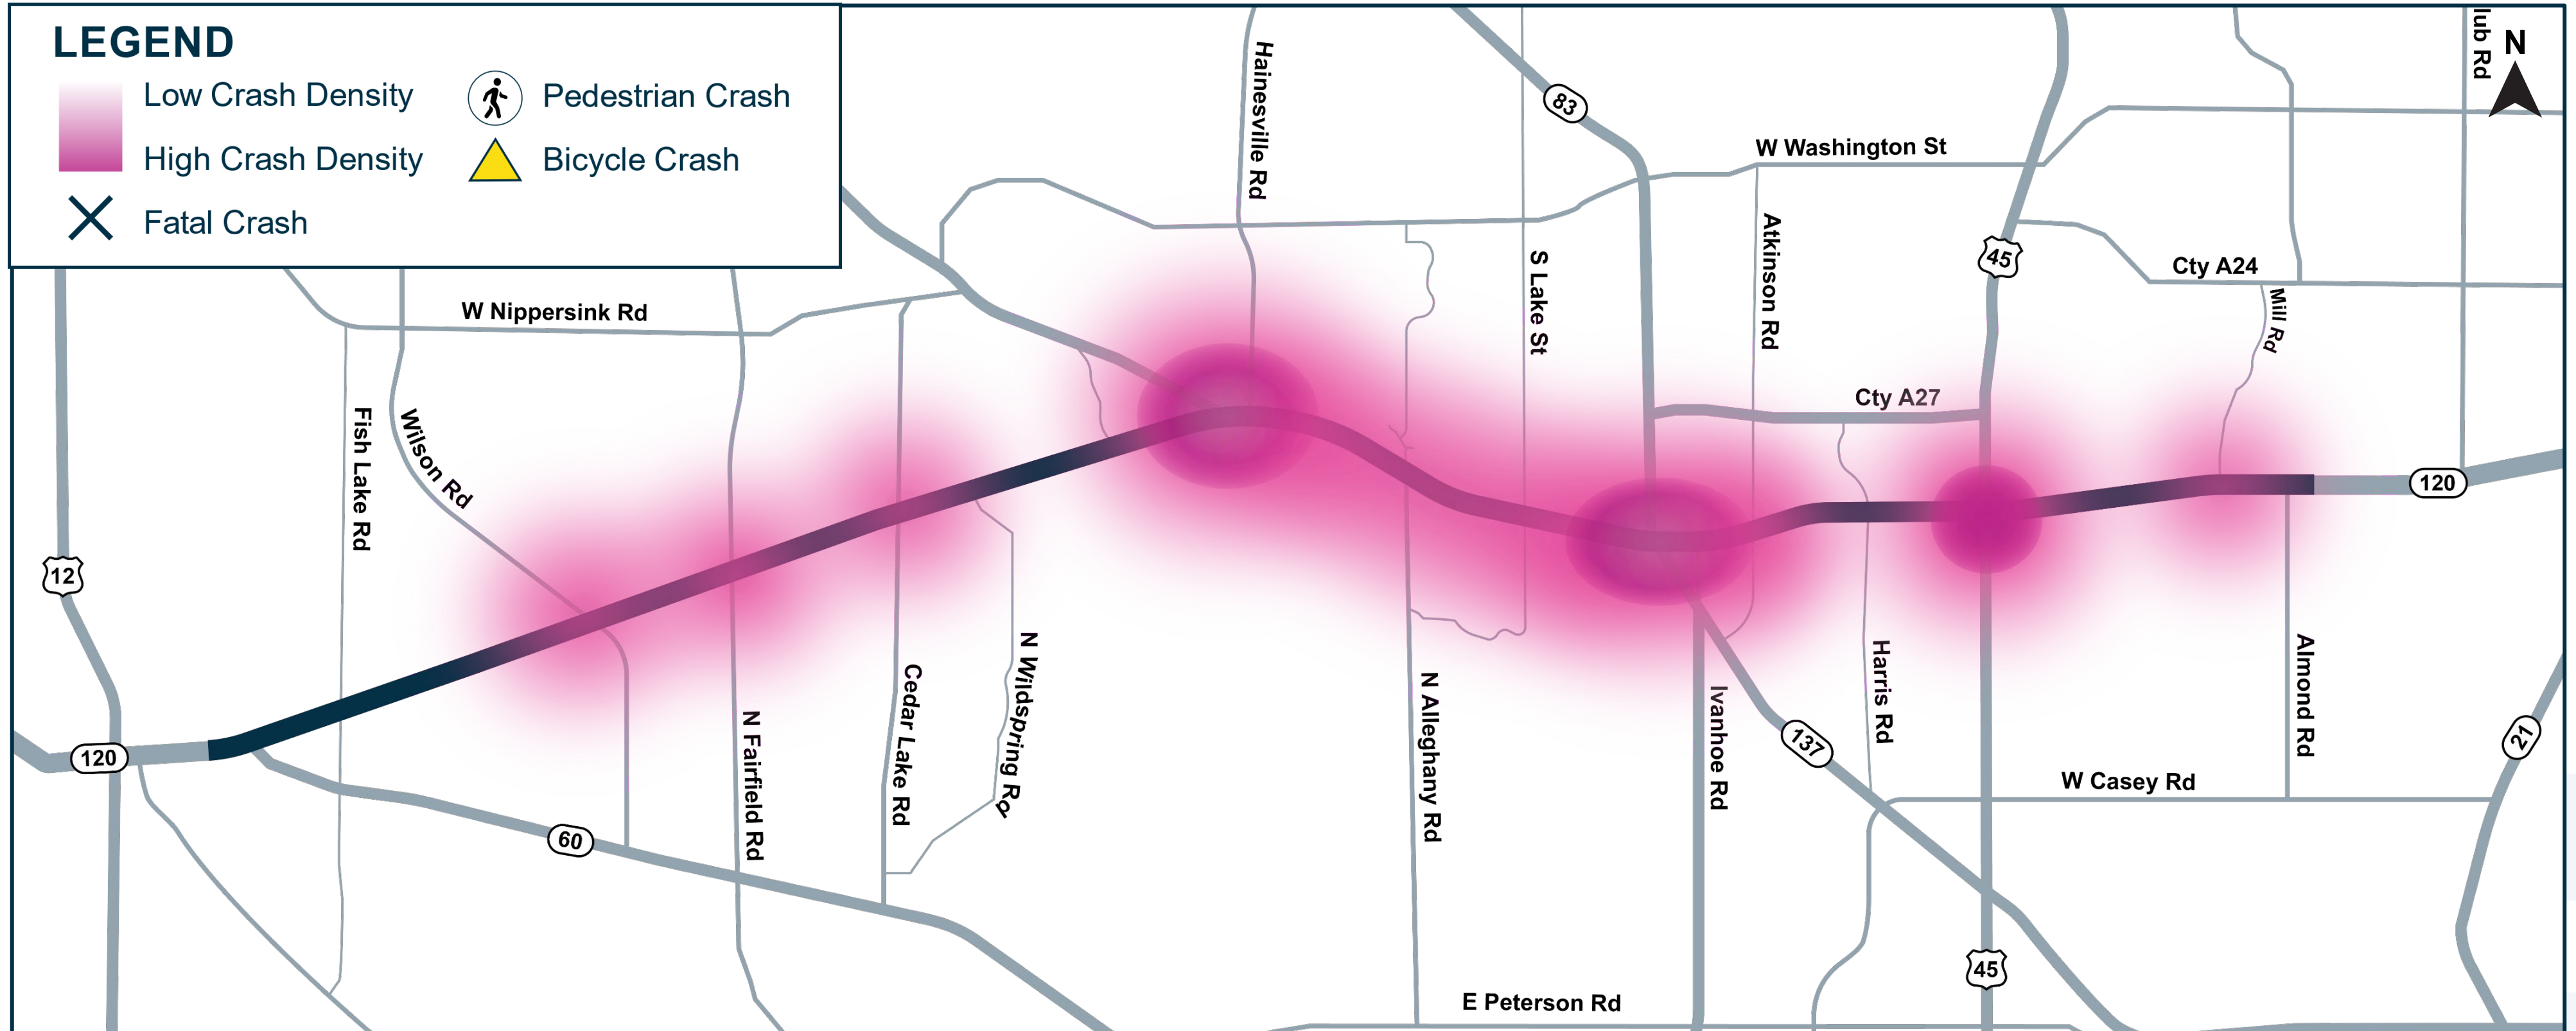 LEGEND
Low Crash Density
High Crash Density
Fatal Crash
Pedestrian Crash
Bicycle Crash
N
lub Rd
Hainesville Rd
83
W Washington St
Atkinson Rd
S Lake St
45
Cty A24
Mill Rd
W Nippersink Rd
Fish Lake Rd
Wilson Rd
Cty A27
120
12
N Wildspring Rd
Cedar Lake Rd
N Fairfield Rd
N Alleghany Rd
Ivanhoe Rd
Harris Rd
Almond Rd
137
21
120
W Casey Rd
60
45
E Peterson Rd